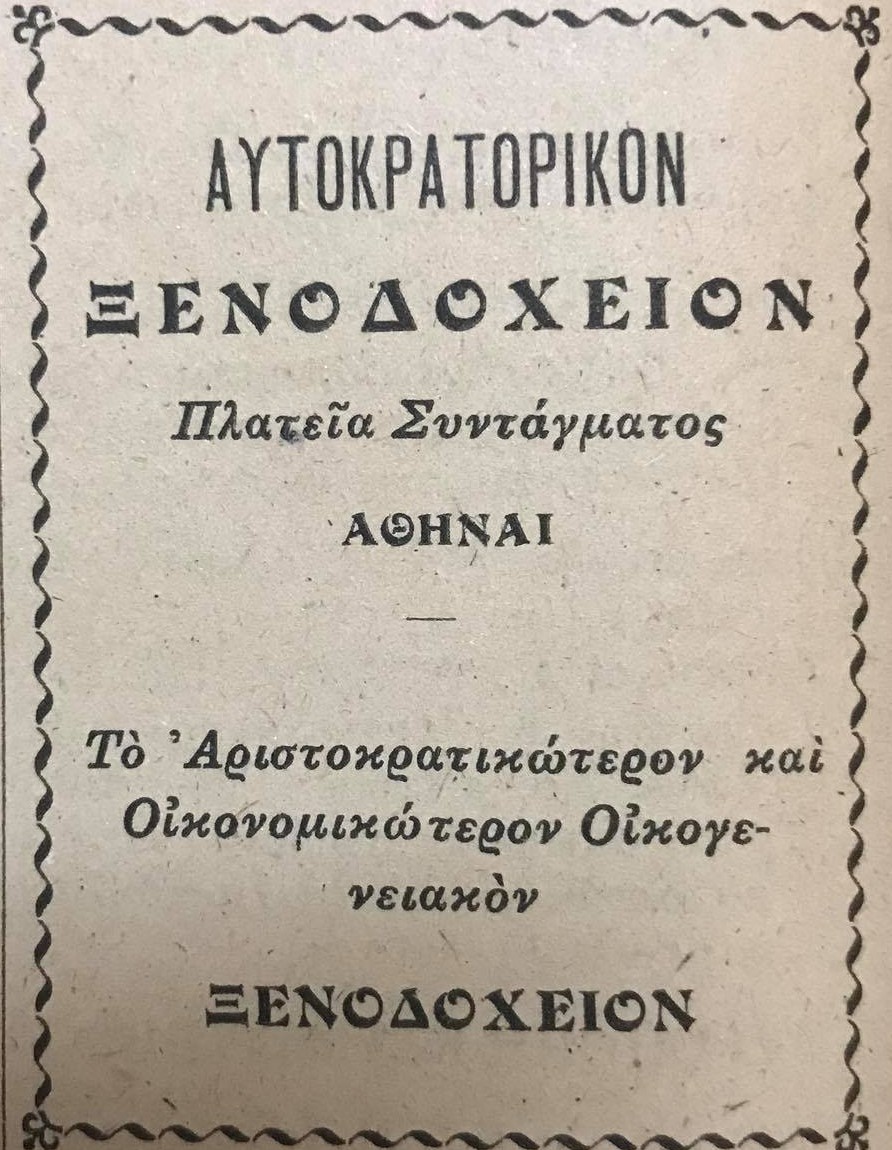 ΑΥΤΟΚΡΑΤΟΡΙΚΟΝ
ΞΕΝΟΔΟΧΕΙΟΝ
Πλατεῖα Συντάγματος
ΑΘΗΝΑΙ
Τὸ Ἀριστοκρατικώτερον καὶ
Οἰκονομικώτερον Οἰκογε-
νειακὸν
ΞΕΝΟΔΟΧΕΙΟΝ